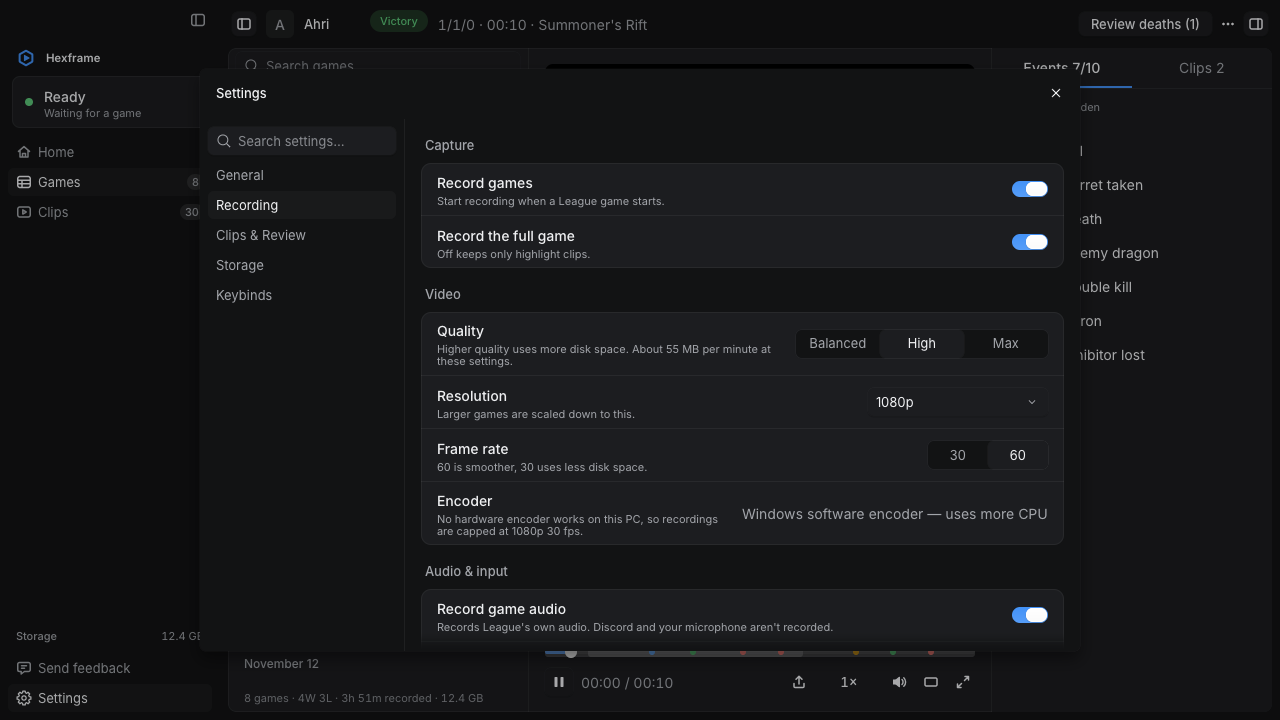 A
Ahri
Victory
1/1/0 · 00:10 · Summoner's Rift
Review deaths (1)
Hexframe
Ready
Waiting for a game
Home
Games
8
Clips
30
Storage
12.4 GB
Send feedback
Settings
Search games
Settings
Search settings...
General
Recording
Clips & Review
Storage
Keybinds
Capture
Record games
Start recording when a League game starts.
Record the full game
Off keeps only highlight clips.
Video
Quality
Higher quality uses more disk space. About 55 MB per minute at
these settings.
Balanced
High
Max
Resolution
Larger games are scaled down to this.
1080p
Frame rate
60 is smoother, 30 uses less disk space.
30
60
Encoder
No hardware encoder works on this PC, so recordings
are capped at 1080p 30 fps.
Windows software encoder — uses more CPU
Audio & input
Record game audio
Records League's own audio. Discord and your microphone aren't recorded.
Events 7/10
Clips 2
taken
dragon
kill
lost
November 12
8 games · 4W 3L · 3h 51m recorded · 12.4 GB
00:00 / 00:10
1×